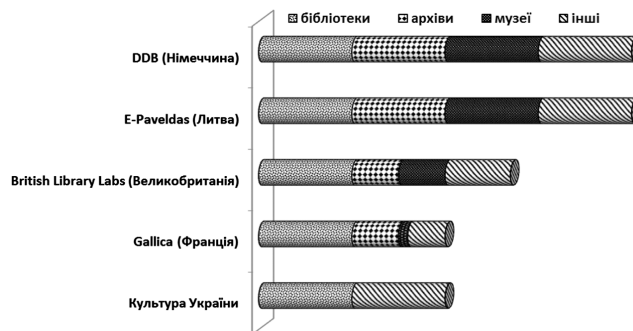 бібліотеки архіви музеї інші
DDB (Німеччина)
E-Paveldas (Литва)
British Library Labs (Великобританія)
Gallica (Франція)
Культура України